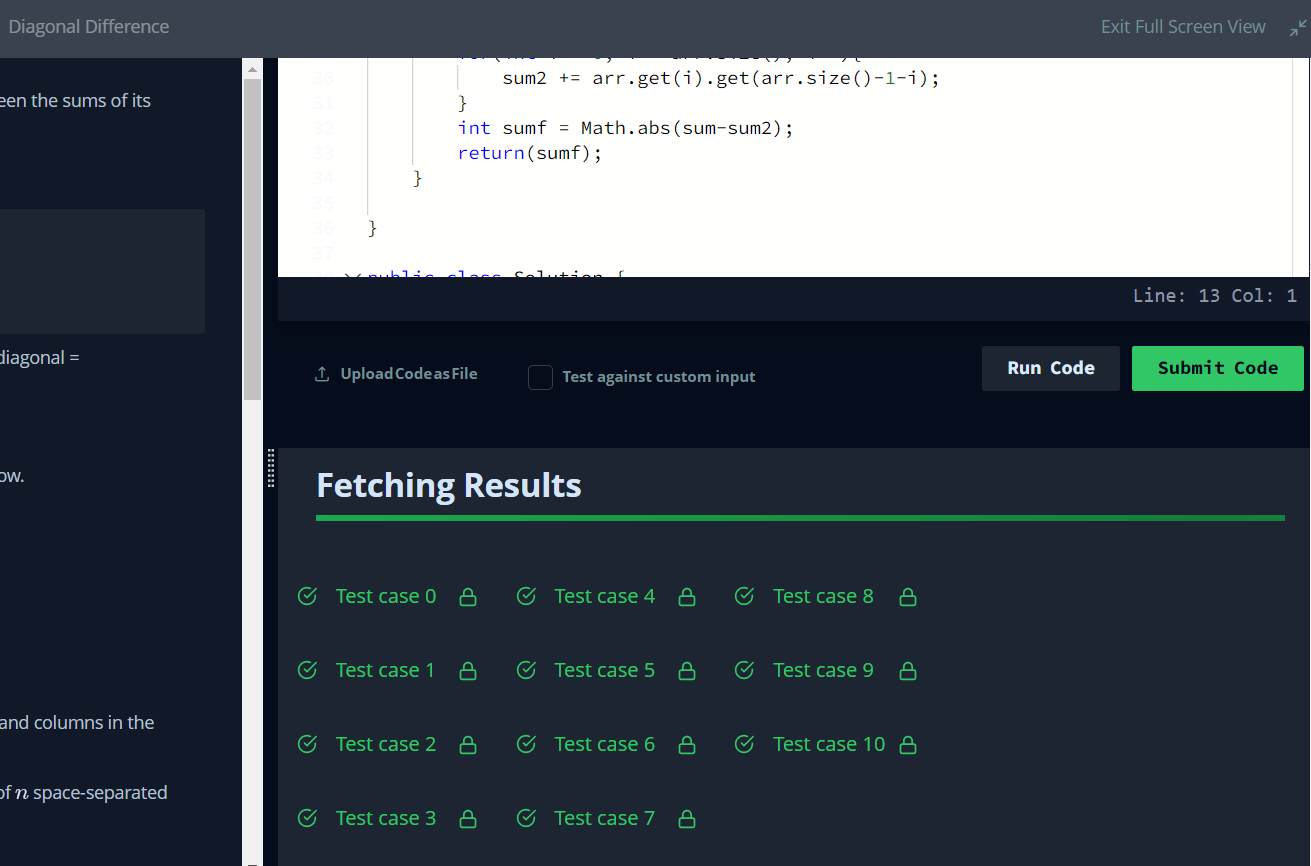 Diagonal Difference
Exit Full Screen View
een the sums of its
diagonal =
ow.
and columns in the
of n space-separated
30 sum2 += arr.get(i).get(arr.size()-1-i);
31 }
32 int sumf = Math.abs(sum-sum2);
33 return(sumf);
34 }
35
36 }
37
public class Solution {
Line: 13 Col: 1
Upload Code as File
Test against custom input
Run Code
Submit Code
Fetching Results
Test case 0
Test case 4
Test case 8
Test case 1
Test case 5
Test case 9
Test case 2
Test case 6
Test case 10
Test case 3
Test case 7